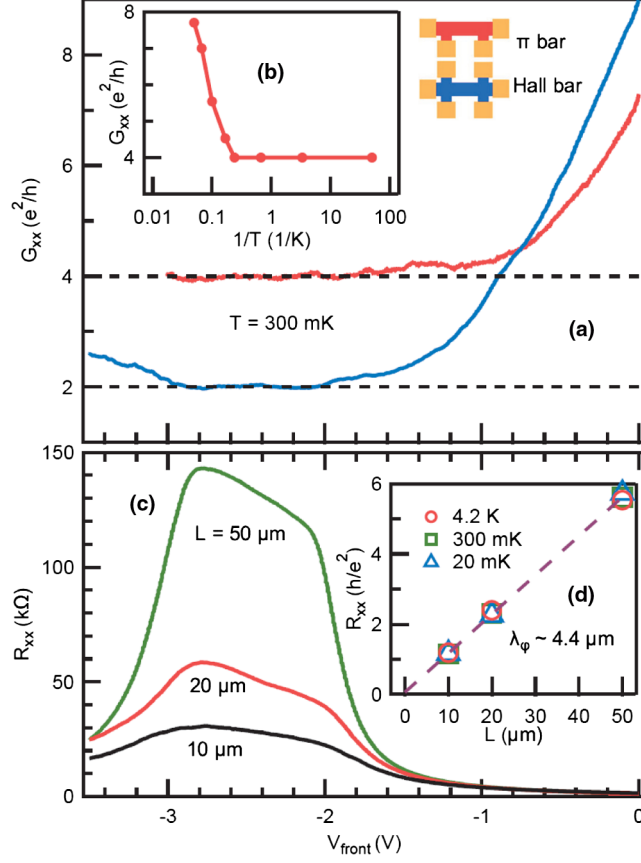 8
(b)
G_xx (e²/h)
4
0.01 0.1 1 10 100
1/T (1/K)
π bar
Hall bar
8
6
4
2
G_xx (e²/h)
T = 300 mK
(a)
150
100
50
0
R_xx (kΩ)
(c)
L = 50 µm
20 µm
10 µm
6
4
2
0
R_xx (h/e²)
4.2 K
300 mK
20 mK
(d)
λ_φ ~ 4.4 µm
0 10 20 30 40 50
L (µm)
-3 -2 -1 0
V_front (V)